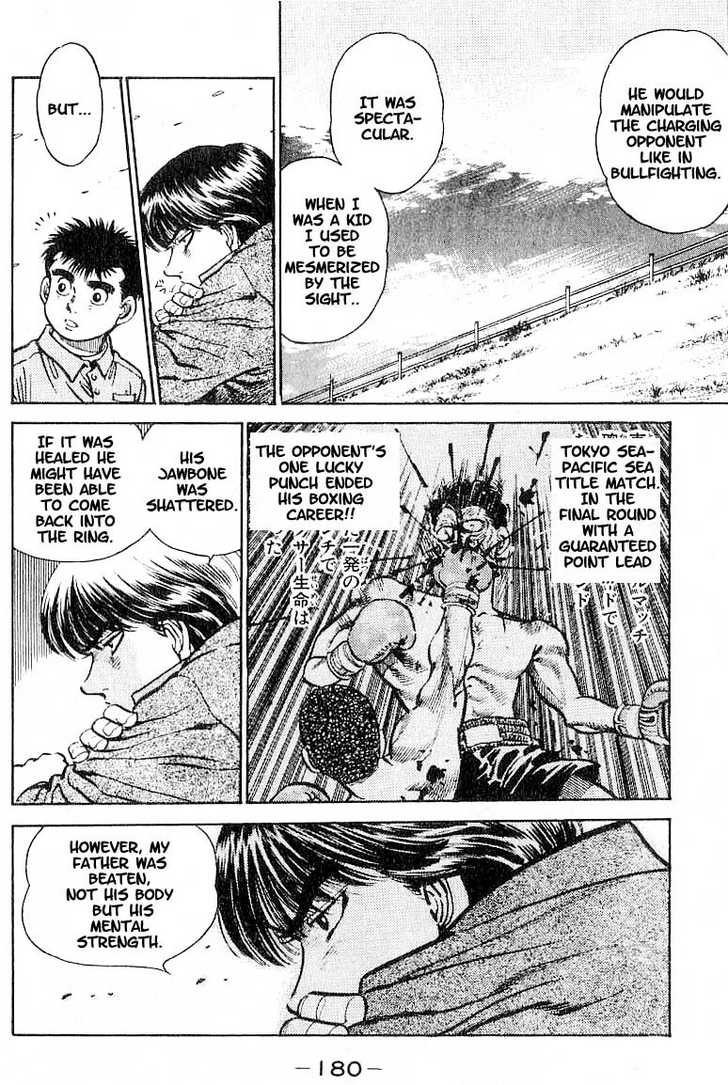 HE WOULD
MANIPULATE
THE CHARGING
OPPONENT
LIKE IN
BULLFIGHTING.
IT WAS
SPECTA-
CULAR.
WHEN I
WAS A KID
I USED
TO BE
MESMERIZED
BY THE
SIGHT..
BUT...
TOKYO SEA-
PACIFIC SEA
TITLE MATCH.
IN THE
FINAL ROUND
WITH A
GUARANTEED
POINT LEAD
THE OPPONENT'S
ONE LUCKY
PUNCH ENDED
HIS BOXING
CAREER!!
HIS
JAWBONE
WAS
SHATTERED.
IF IT WAS
HEALED HE
MIGHT HAVE
BEEN ABLE
TO COME
BACK INTO
THE RING.
HOWEVER, MY
FATHER WAS
BEATEN,
NOT HIS BODY
BUT HIS
MENTAL
STRENGTH.
-180-